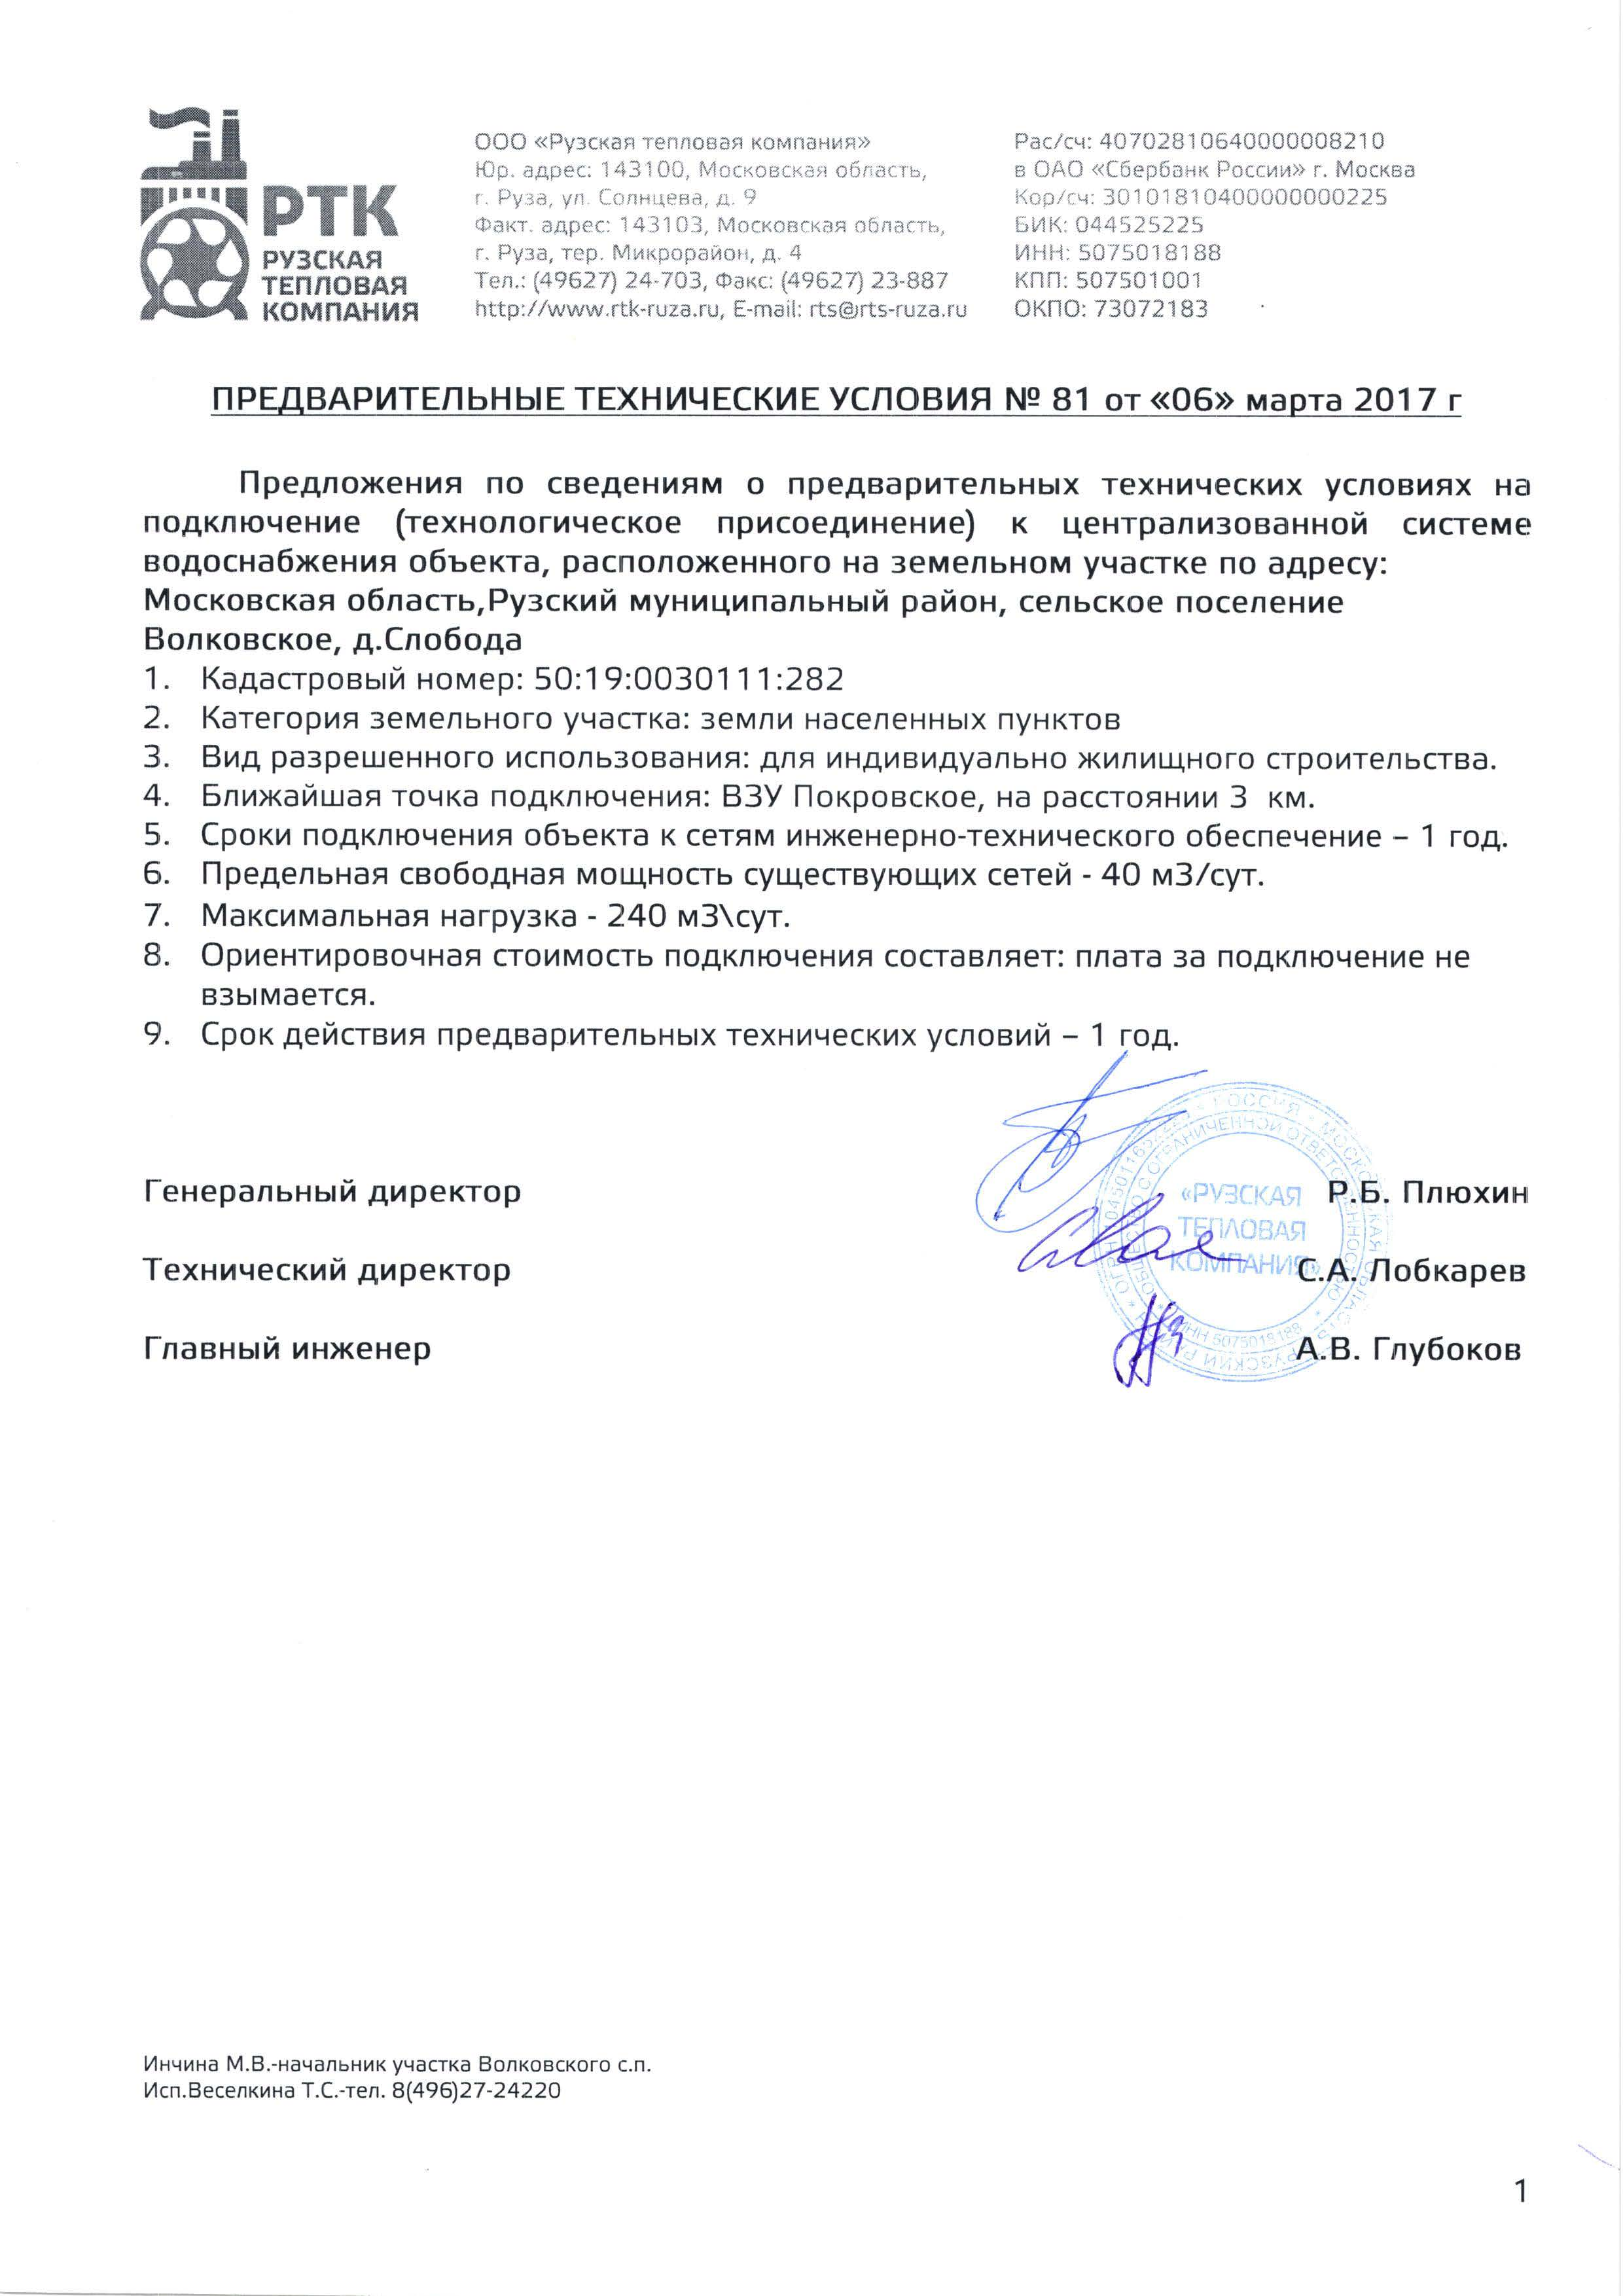 РТК
РУЗСКАЯ
ТЕПЛОВАЯ
КОМПАНИЯ
ООО «Рузская тепловая компания»
Юр. адрес: 143100, Московская область,
г. Руза, ул. Солнцева, д. 9
Факт. адрес: 143103, Московская область,
г. Руза, тер. Микрорайон, д. 4
Тел.: (49627) 24-703, Факс: (49627) 23-887
http://www.rtk-ruza.ru, E-mail: rts@rts-ruza.ru
Рас/сч: 40702810640000008210
в ОАО «Сбербанк России» г. Москва
Кор/сч: 30101810400000000225
БИК: 044525225
ИНН: 5075018188
КПП: 507501001
ОКПО: 73072183
ПРЕДВАРИТЕЛЬНЫЕ ТЕХНИЧЕСКИЕ УСЛОВИЯ № 81 от «06» марта 2017 г
Предложения по сведениям о предварительных технических условиях на
подключение (технологическое присоединение) к централизованной системе
водоснабжения объекта, расположенного на земельном участке по адресу:
Московская область,Рузский муниципальный район, сельское поселение
Волковское, д.Слобода
1. Кадастровый номер: 50:19:0030111:282
2. Категория земельного участка: земли населенных пунктов
3. Вид разрешенного использования: для индивидуально жилищного строительства.
4. Ближайшая точка подключения: ВЗУ Покровское, на расстоянии 3 км.
5. Сроки подключения объекта к сетям инженерно-технического обеспечение – 1 год.
6. Предельная свободная мощность существующих сетей - 40 м3/сут.
7. Максимальная нагрузка - 240 м3\сут.
8. Ориентировочная стоимость подключения составляет: плата за подключение не
взымается.
9. Срок действия предварительных технических условий – 1 год.
Генеральный директор Р.Б. Плюхин
Технический директор С.А. Лобкарев
Главный инженер А.В. Глубоков
«РУЗСКАЯ
ТЕПЛОВАЯ
КОМПАНИЯ»
РОССИЯ * МОСКОВСКАЯ ОБЛАСТЬ РУЗСКИЙ РАЙОН
ОБЩЕСТВО С ОГРАНИЧЕННОЙ ОТВЕТСТВЕННОСТЬЮ
ИНН 5075018188
Инчина М.В.-начальник участка Волковского с.п.
Исп.Веселкина Т.С.-тел. 8(496)27-24220
1